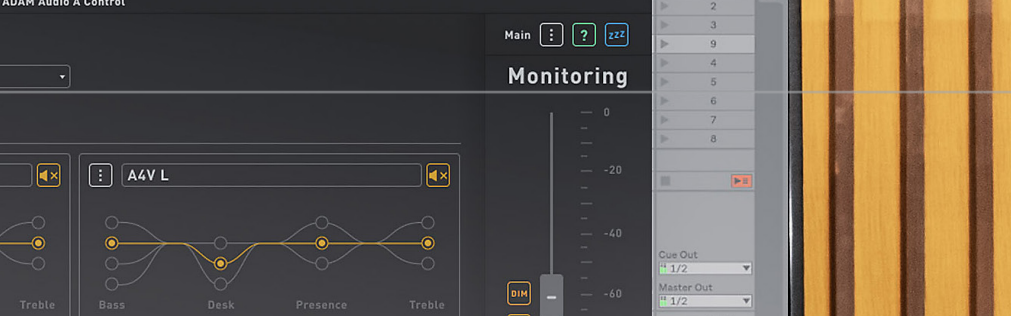 ADAM Audio A Control
Main
?
zzz
Monitoring
A4V L
Treble
Bass
Desk
Presence
Treble
0
-20
-40
-60
DIM
2
3
9
4
5
6
7
8
Cue Out
1/2
Master Out
1/2